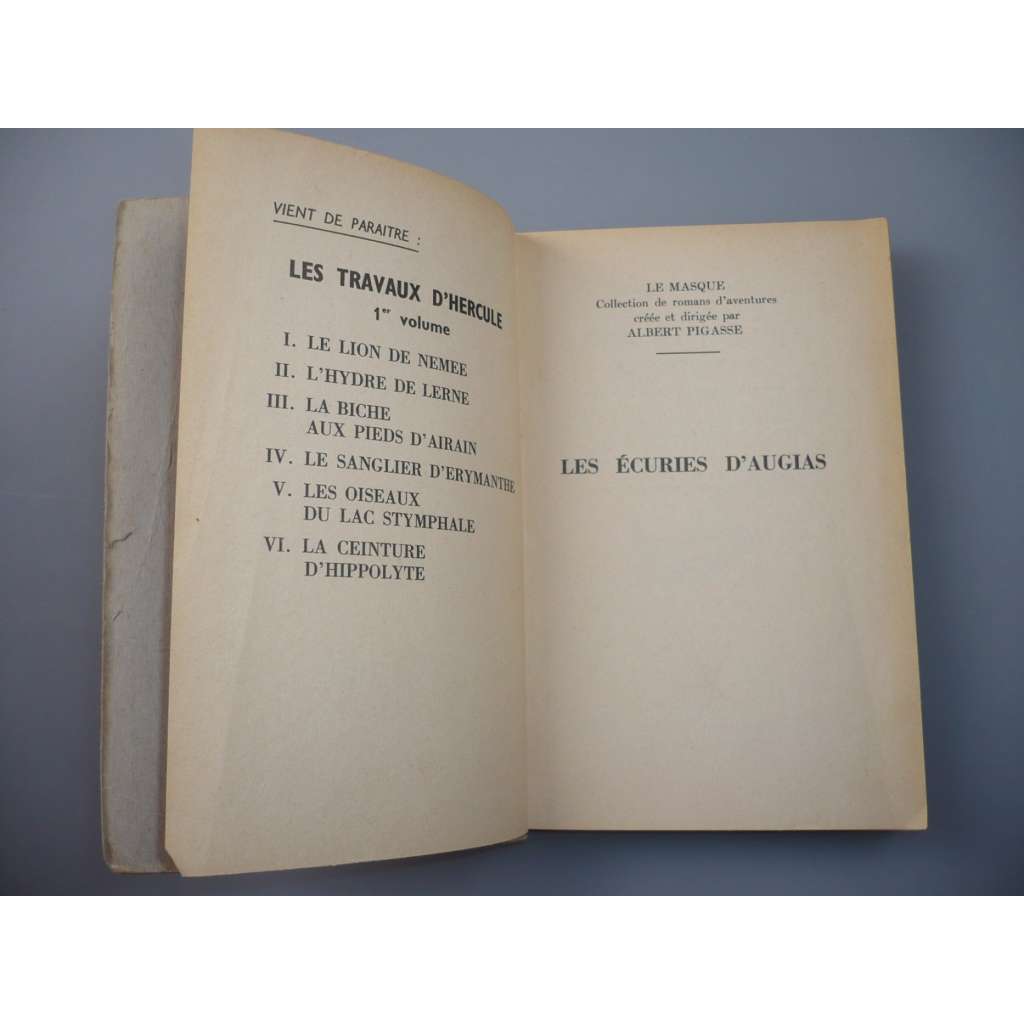 VIENT DE PARAITRE :
LES TRAVAUX D'HERCULE
1er volume
I. LE LION DE NEMEE
II. L'HYDRE DE LERNE
III. LA BICHE
AUX PIEDS D'AIRAIN
IV. LE SANGLIER D'ERYMANTHE
V. LES OISEAUX
DU LAC STYMPHALE
VI. LA CEINTURE
D'HIPPOLYTE
LE MASQUE
Collection de romans d'aventures
créée et dirigée par
ALBERT PIGASSE
LES ÉCURIES D'AUGIAS